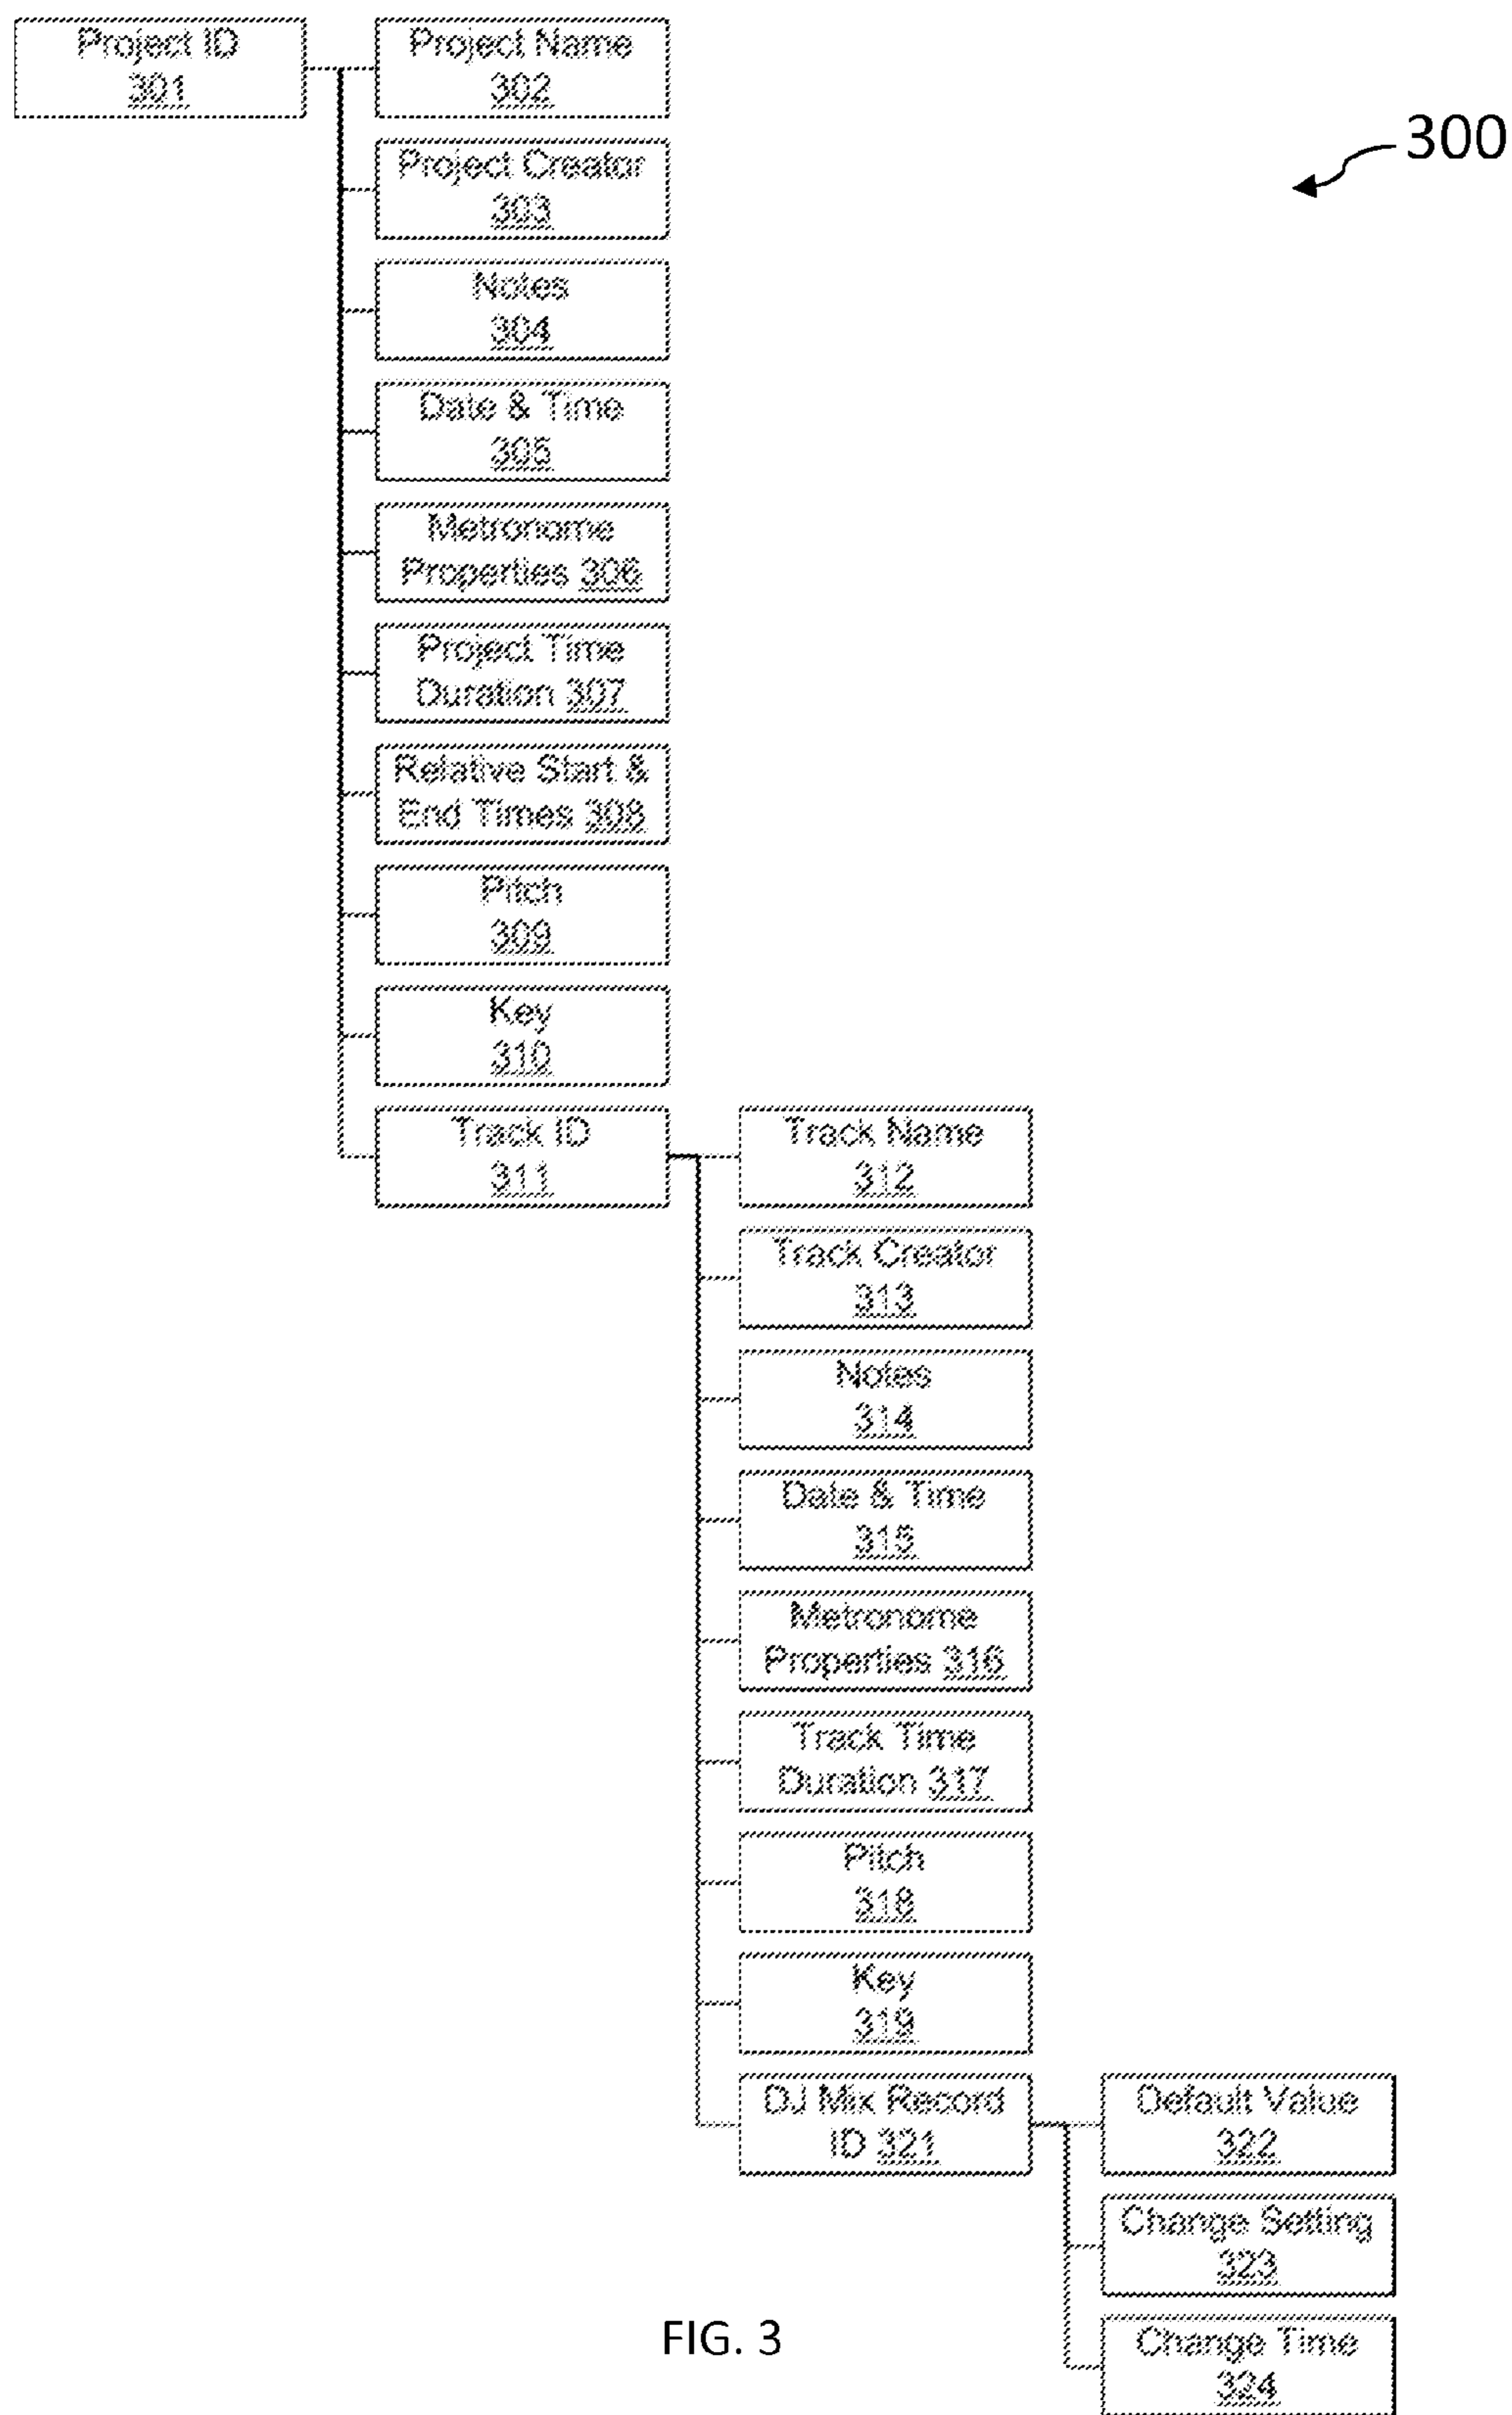 Project ID
301
Project Name
302
300
Project Creator
303
Notes
304
Date & Time
305
Metronome
Properties 306
Project Time
Duration 307
Relative Start &
End Times 308
Pitch
309
Key
310
Track ID
311
Track Name
312
Track Creator
313
Notes
314
Date & Time
315
Metronome
Properties 316
Track Time
Duration 317
Pitch
318
Key
319
DJ Mix Record
ID 321
Default Value
322
Change Setting
323
Change Time
324
FIG. 3